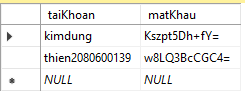 taiKhoan matKhau
kimdung Kszpt5Dh+fY=
thien2080600139 w8LQ3BcCGC4=
NULL NULL